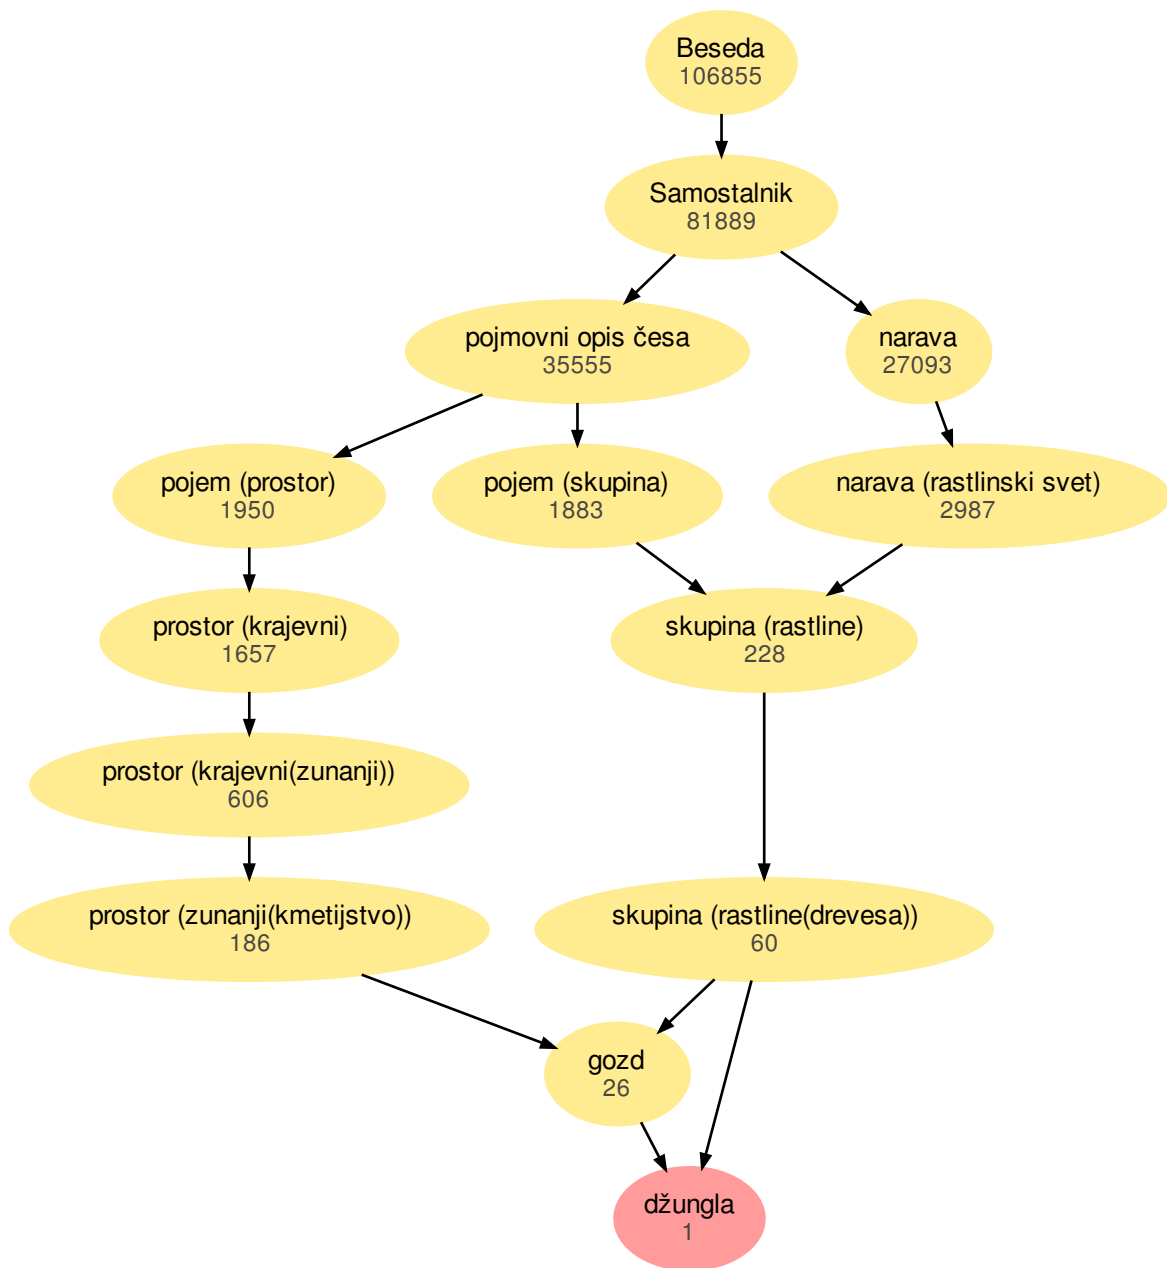 Beseda
106855
Samostalnik
81889
pojmovni opis česa
35555
narava
27093
pojem (prostor)
1950
pojem (skupina)
1883
narava (rastlinski svet)
2987
prostor (krajevni)
1657
skupina (rastline)
228
prostor (krajevni(zunanji))
606
prostor (zunanji(kmetijstvo))
186
skupina (rastline(drevesa))
60
gozd
26
džungla
1